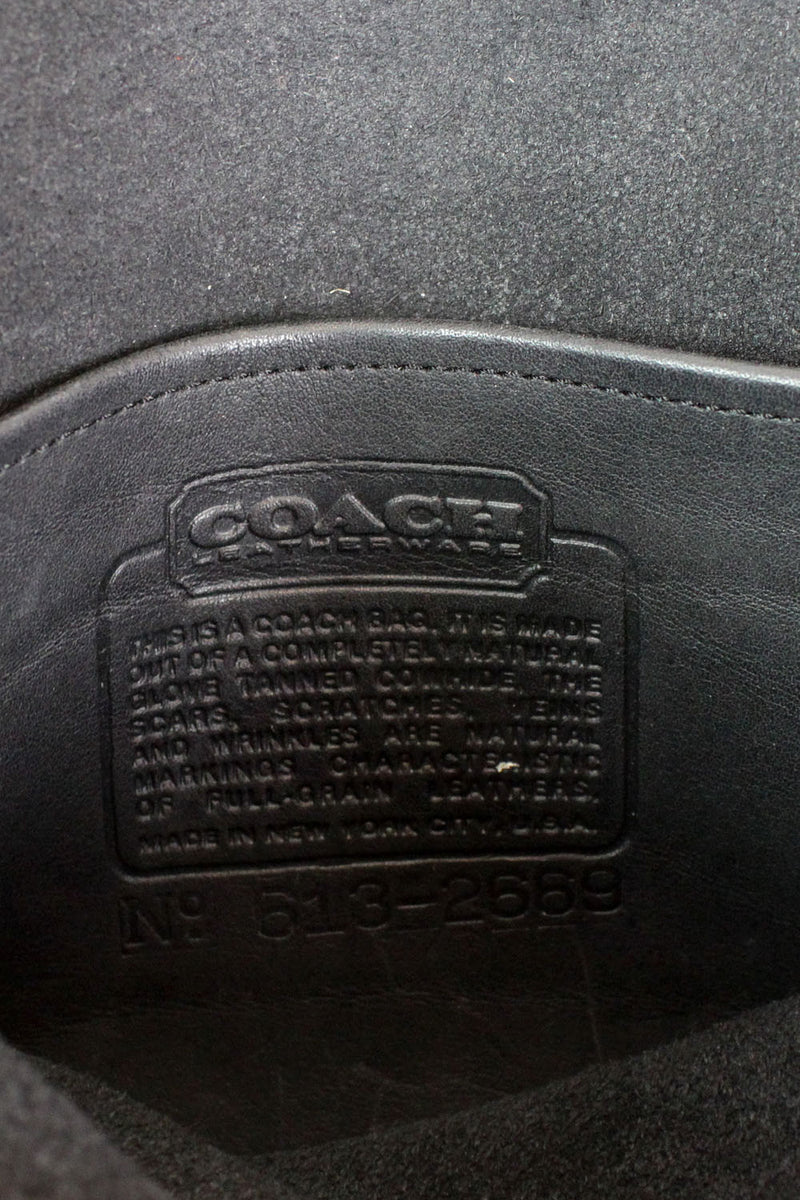 COACH
LEATHERWARE
THIS IS A COACH BAG. IT IS MADE
OUT OF A COMPLETELY NATURAL
GLOVE TANNED COWHIDE, THE
SCARS, SCRATCHES, VEINS
AND WRINKLES ARE NATURAL
MARKINGS CHARACTERISTIC
OF FULL-GRAIN LEATHERS.
MADE IN NEW YORK CITY, U.S.A.
No 513-2669